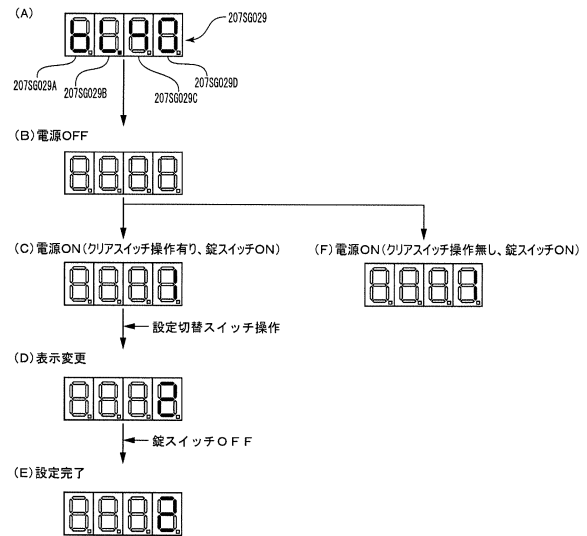 (A)
207SG029
207SG029A
207SG029B
207SG029C
207SG029D
(B)電源OFF
(C)電源ON(クリアスイッチ操作有り、錠スイッチON)
(F)電源ON(クリアスイッチ操作無し、錠スイッチON)
1
1
設定切替スイッチ操作
(D)表示変更
2
錠スイッチOFF
(E)設定完了
2